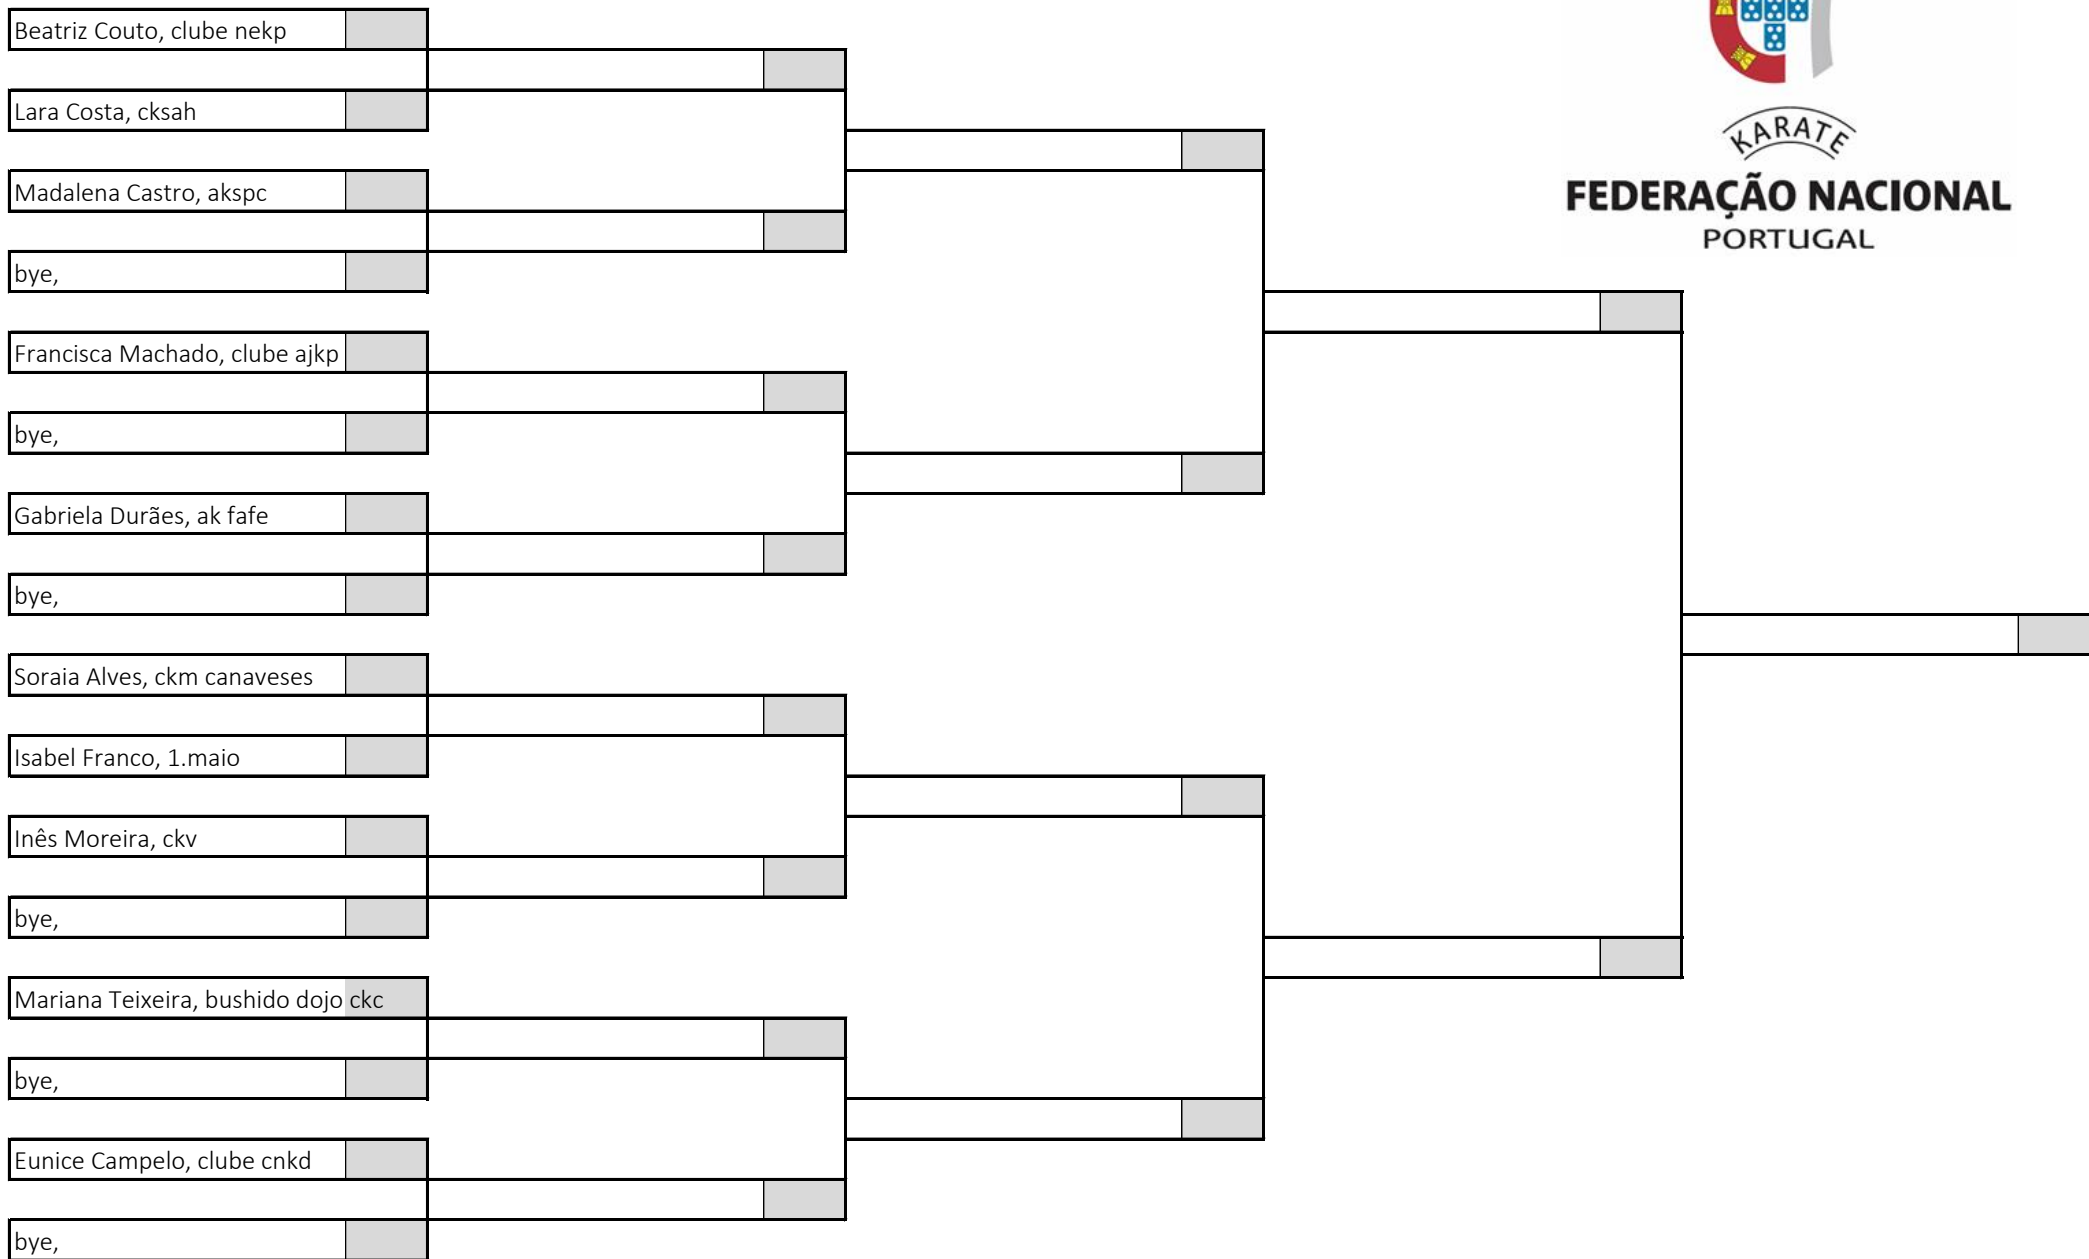 Beatriz Couto, clube nekp
Lara Costa, cksah
KARATE
Madalena Castro, akspc
FEDERAÇÃO NACIONAL
PORTUGAL
bye,
Francisca Machado, clube ajkp
bye,
Gabriela Durães, ak fafe
bye,
Soraia Alves, ckm canaveses
Isabel Franco, 1.maio
Inês Moreira, ckv
bye,
Mariana Teixeira, bushido dojo ckc
bye,
Eunice Campelo, clube cnkd
bye,